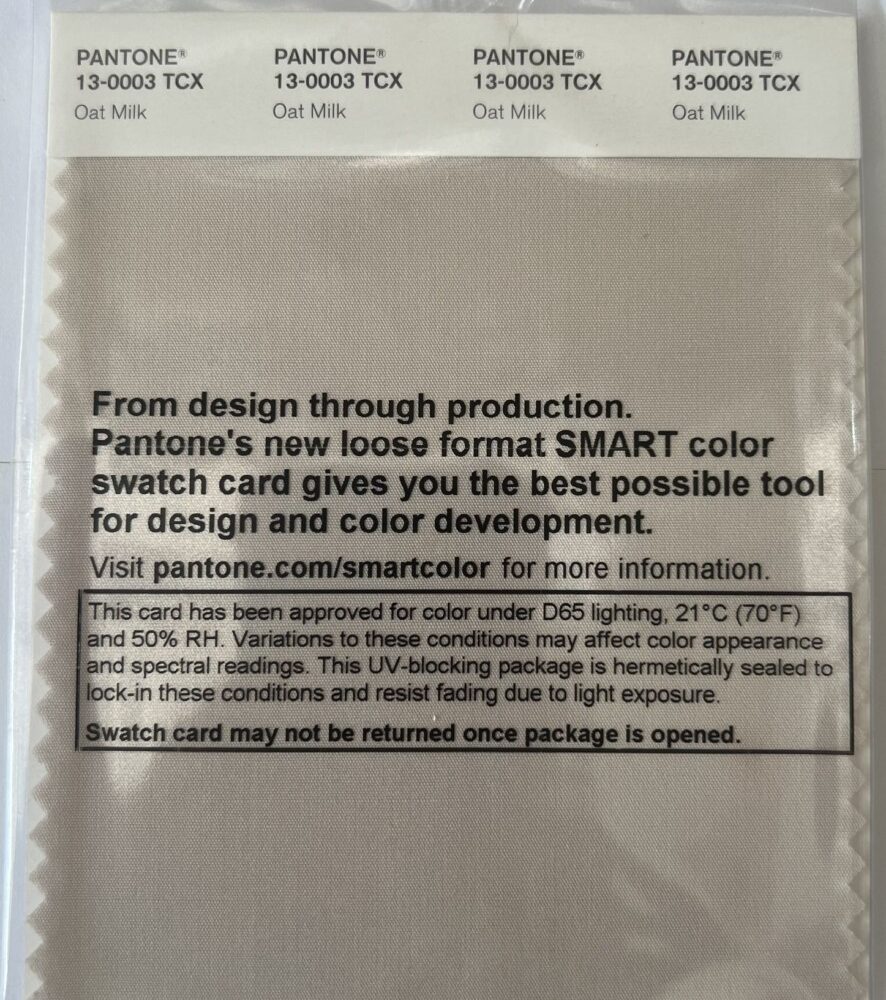 PANTONE® PANTONE® PANTONE® PANTONE®
13-0003 TCX 13-0003 TCX 13-0003 TCX 13-0003 TCX
Oat Milk Oat Milk Oat Milk Oat Milk
From design through production.
Pantone's new loose format SMART color
swatch card gives you the best possible tool
for design and color development.
Visit pantone.com/smartcolor for more information.
This card has been approved for color under D65 lighting, 21°C (70°F)
and 50% RH. Variations to these conditions may affect color appearance
and spectral readings. This UV-blocking package is hermetically sealed to
lock-in these conditions and resist fading due to light exposure.
Swatch card may not be returned once package is opened.